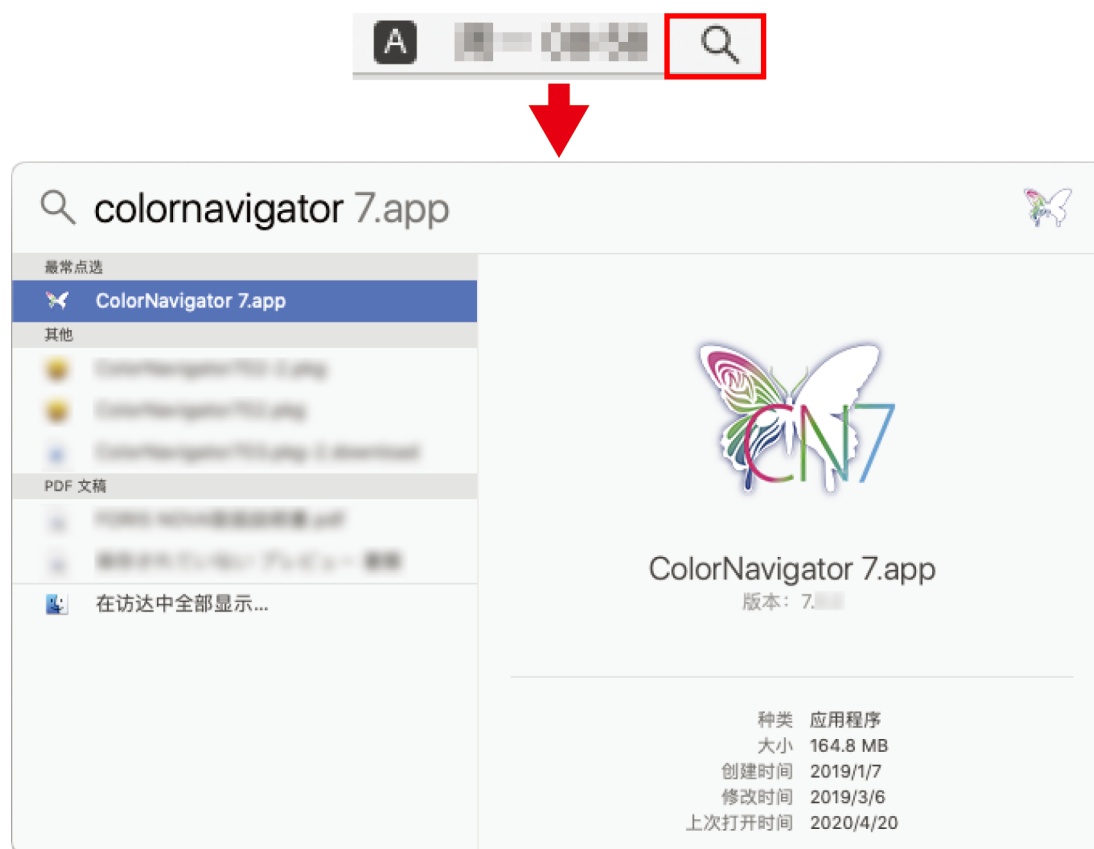 A
colornavigator 7.app
最常点选
ColorNavigator 7.app
其他
PDF 文稿
在访达中全部显示...
CN7
ColorNavigator 7.app
版本: 7.
种类 应用程序
大小 164.8 MB
创建时间 2019/1/7
修改时间 2019/3/6
上次打开时间 2020/4/20